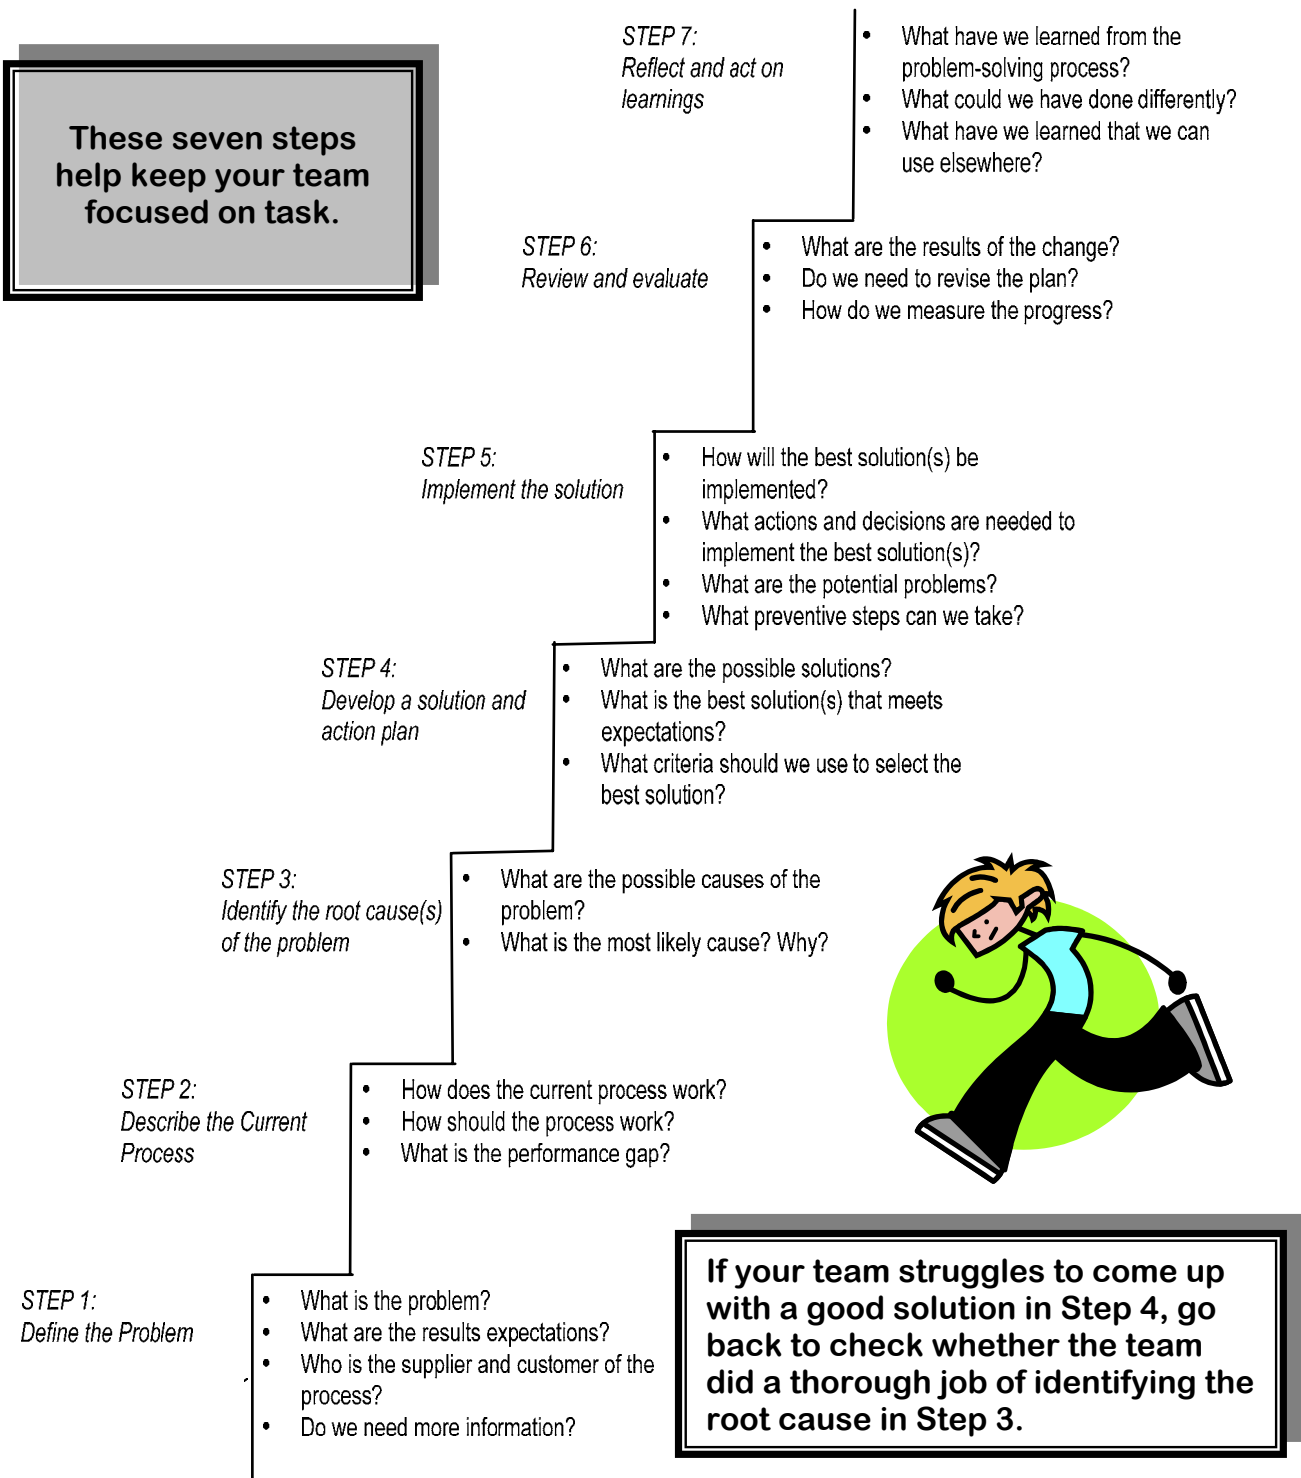 These seven steps
help keep your team
focused on task.
STEP 7:
Reflect and act on
learnings
• What have we learned from the
problem-solving process?
• What could we have done differently?
• What have we learned that we can
use elsewhere?
STEP 6:
Review and evaluate
• What are the results of the change?
• Do we need to revise the plan?
• How do we measure the progress?
STEP 5:
Implement the solution
• How will the best solution(s) be
implemented?
• What actions and decisions are needed to
implement the best solution(s)?
• What are the potential problems?
• What preventive steps can we take?
STEP 4:
Develop a solution and
action plan
• What are the possible solutions?
• What is the best solution(s) that meets
expectations?
• What criteria should we use to select the
best solution?
STEP 3:
Identify the root cause(s)
of the problem
• What are the possible causes of the
problem?
• What is the most likely cause? Why?
STEP 2:
Describe the Current
Process
• How does the current process work?
• How should the process work?
• What is the performance gap?
STEP 1:
Define the Problem
• What is the problem?
• What are the results expectations?
• Who is the supplier and customer of the
process?
• Do we need more information?
If your team struggles to come up
with a good solution in Step 4, go
back to check whether the team
did a thorough job of identifying the
root cause in Step 3.